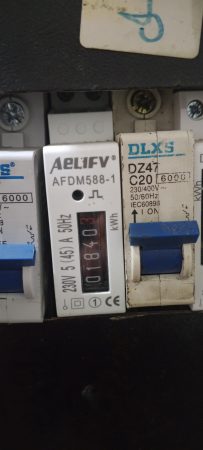 AELIFV
AFDM588-1
230V 5 (45) A 50Hz
kWh
018403
1
DLXS
DZ47
C20 6000
230/400V~
50/60Hz
IEC60898
I ON
6000